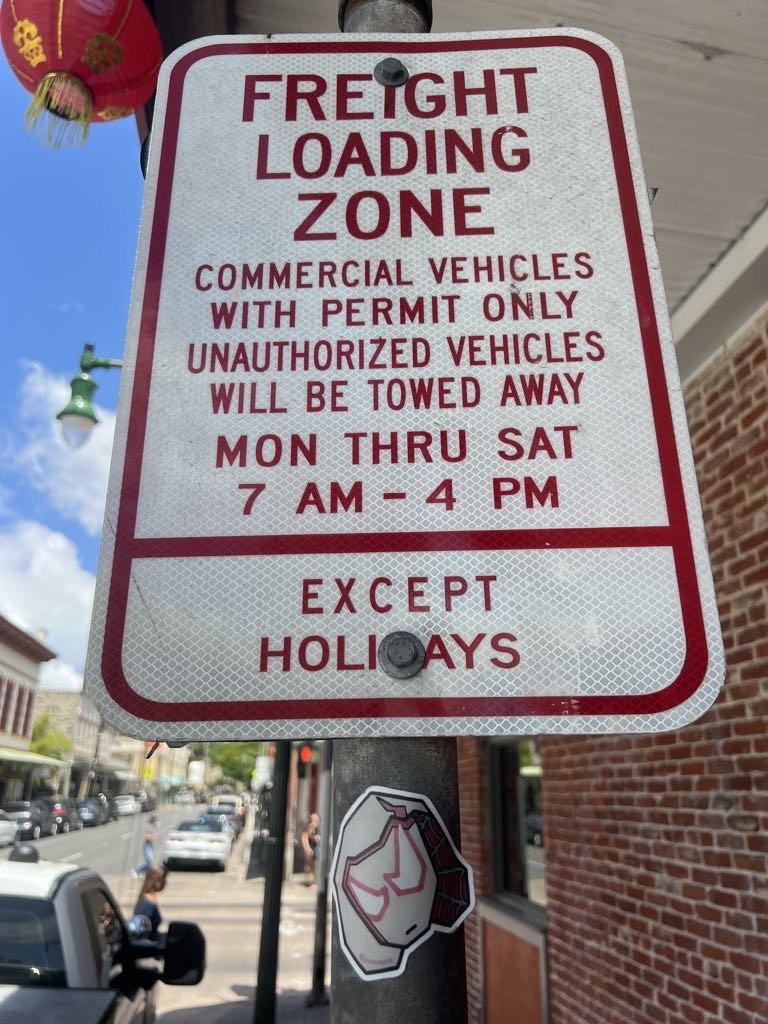 FREIGHT
LOADING
ZONE
COMMERCIAL VEHICLES
WITH PERMIT ONLY
UNAUTHORIZED VEHICLES
WILL BE TOWED AWAY
MON THRU SAT
7 AM – 4 PM
EXCEPT
HOLIDAYS